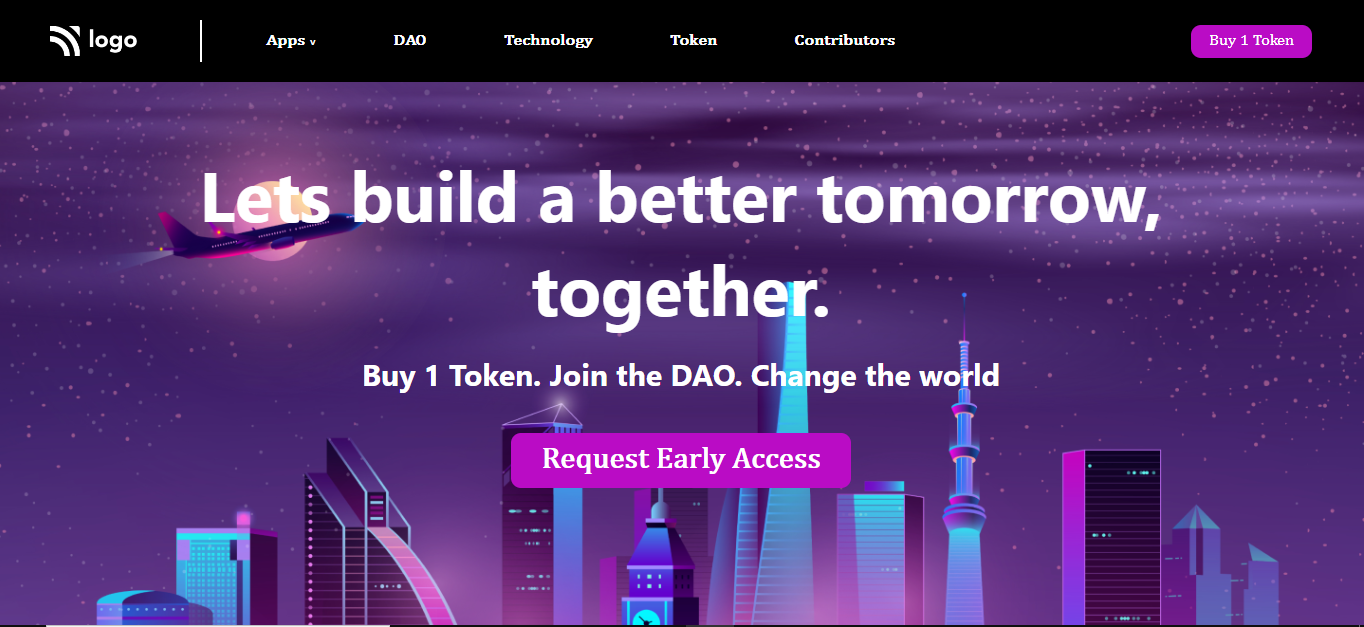 logo
Apps v
DAO
Technology
Token
Contributors
Buy 1 Token
Lets build a better tomorrow,
together.
Buy 1 Token. Join the DAO. Change the world
Request Early Access